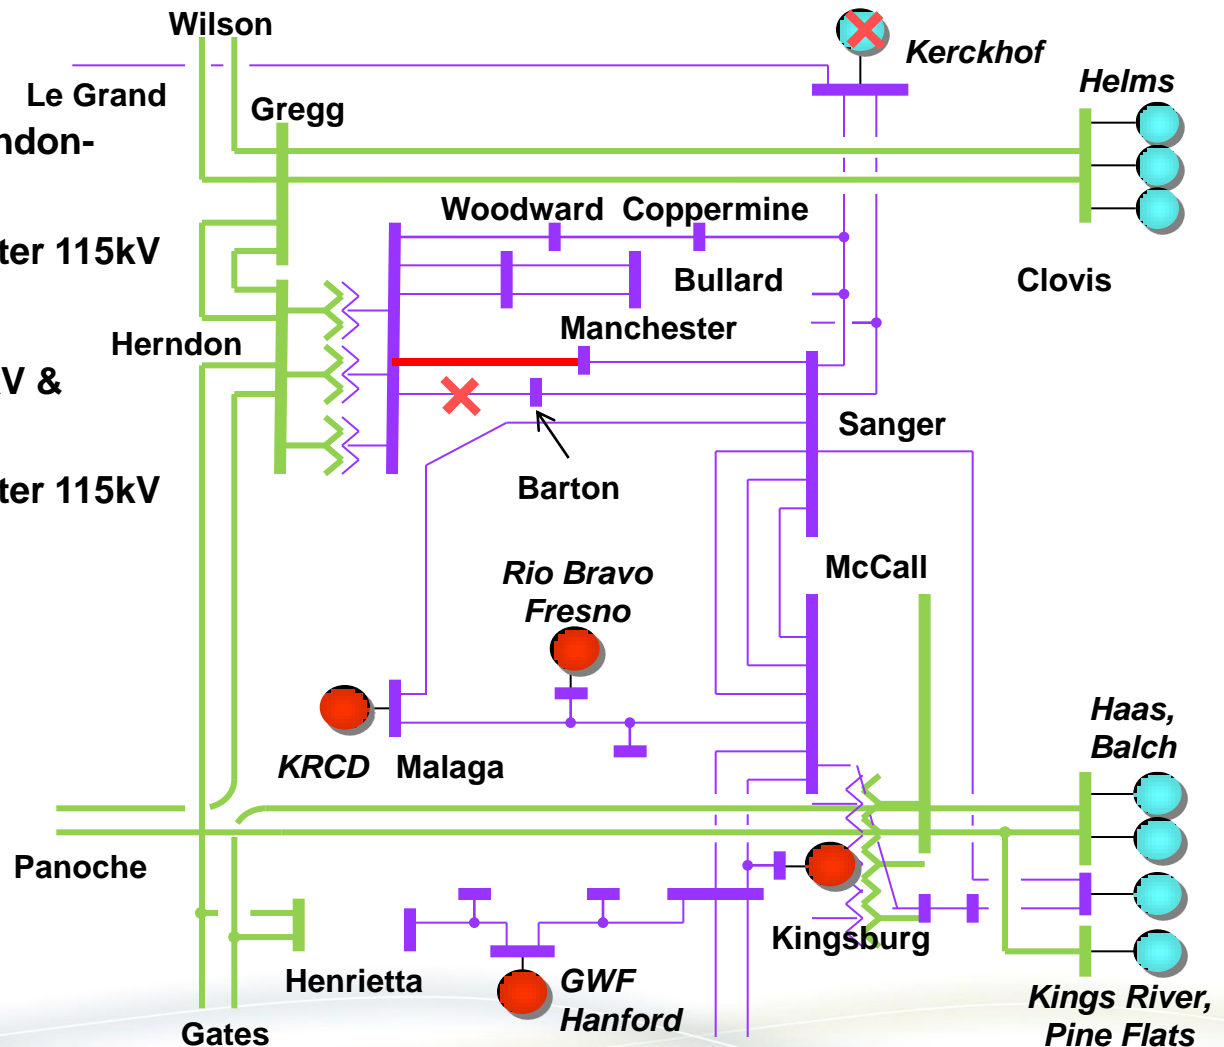 Wilson
Kerckhof
Helms
Le Grand
Gregg
ndon-
Woodward Coppermine
ter 115kV
Bullard
Clovis
Manchester
Herndon
V &
Sanger
ter 115kV
Barton
McCall
Rio Bravo
Fresno
Haas,
Balch
KRCD
Malaga
Panoche
Kingsburg
Henrietta
GWF
Hanford
Kings River,
Pine Flats
Gates